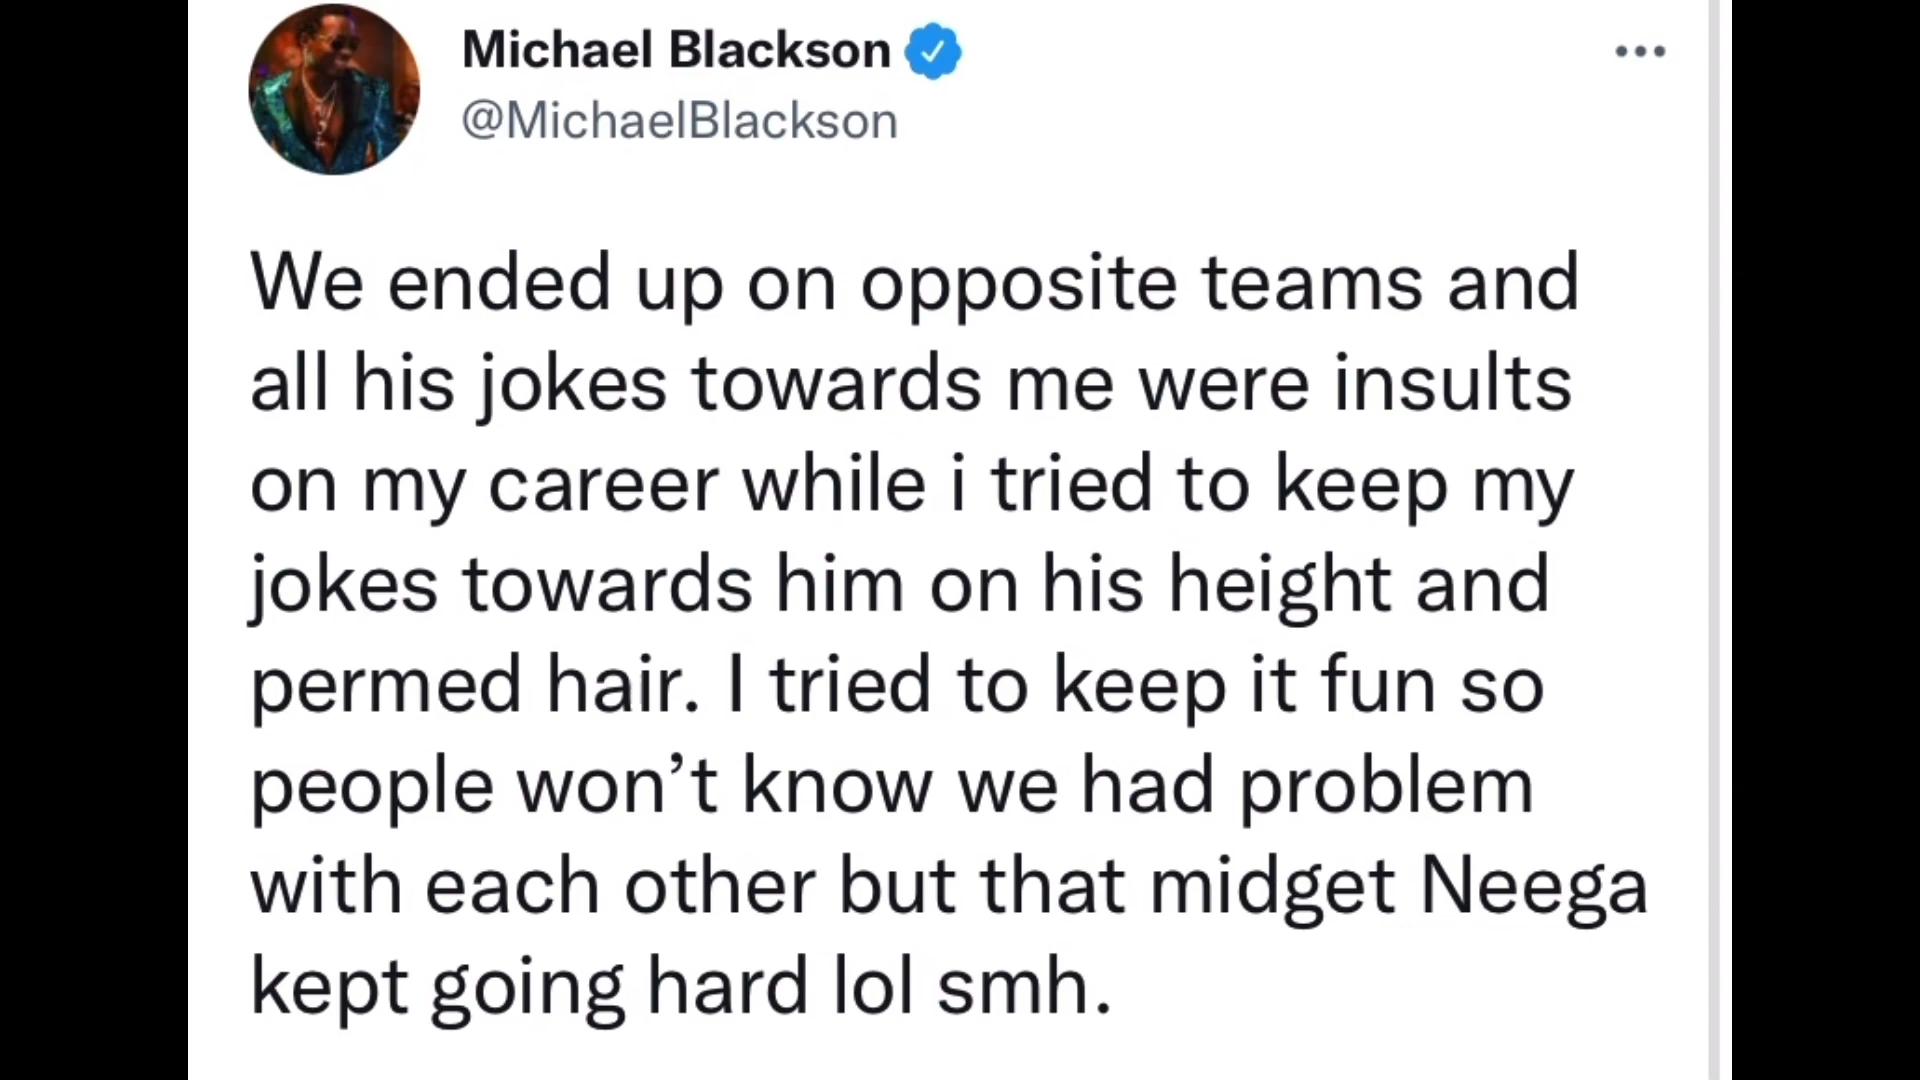 Michael Blackson
@MichaelBlackson
We ended up on opposite teams and
all his jokes towards me were insults
on my career while i tried to keep my
jokes towards him on his height and
permed hair. I tried to keep it fun so
people won’t know we had problem
with each other but that midget Neega
kept going hard lol smh.